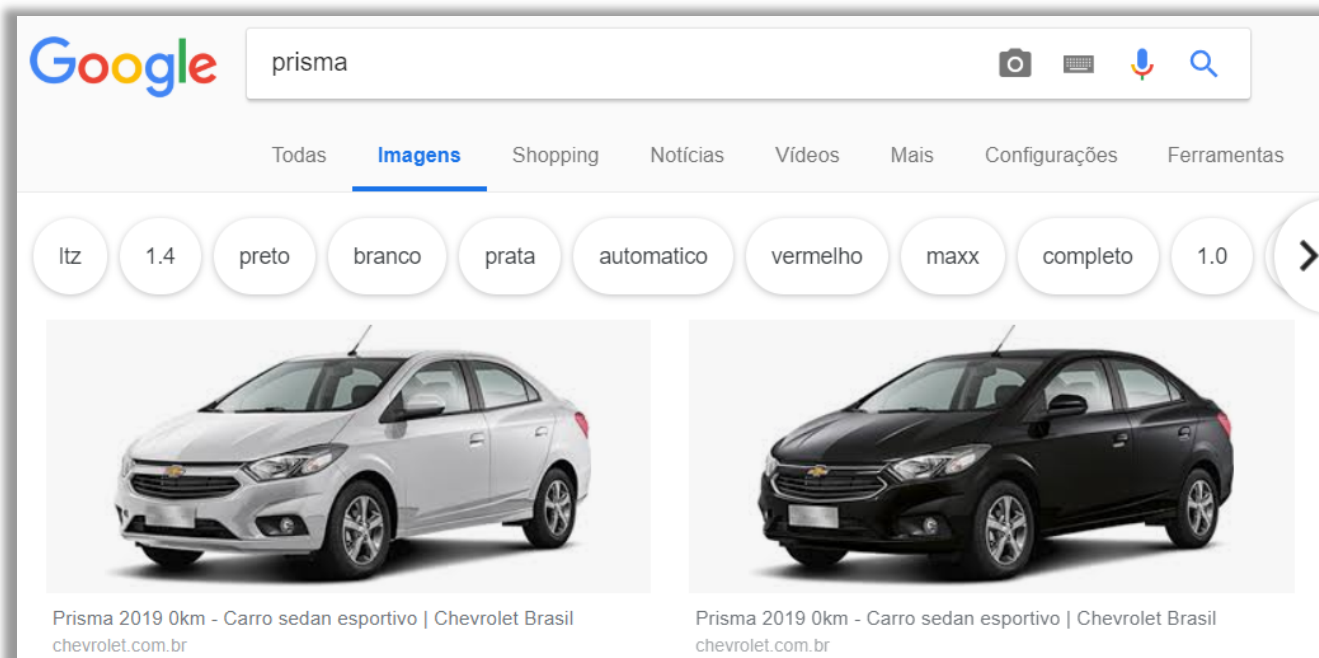 Google prisma
Todas Imagens Shopping Notícias Vídeos Mais Configurações Ferramentas
ltz 1.4 preto branco prata automatico vermelho maxx completo 1.0
Prisma 2019 0km - Carro sedan esportivo | Chevrolet Brasil
chevrolet.com.br
Prisma 2019 0km - Carro sedan esportivo | Chevrolet Brasil
chevrolet.com.br